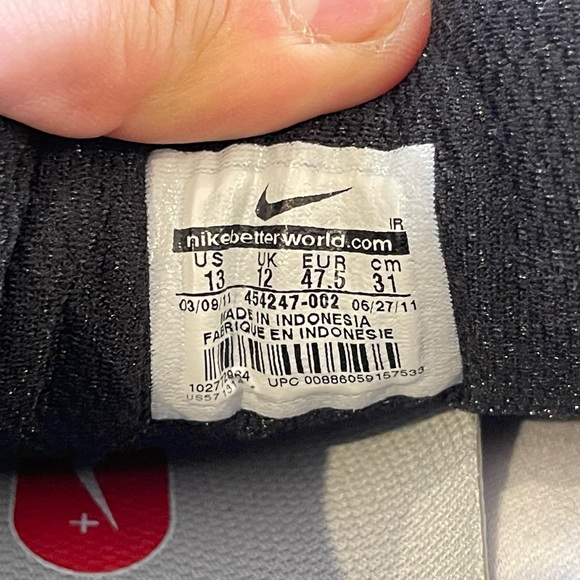 IR
nikebetterworld.com
US UK EUR cm
13 12 47.5 31
03/09/11 454247-002 06/27/11
MADE IN INDONESIA
FABRIQUE EN INDONESIE
UPC 00886059157533